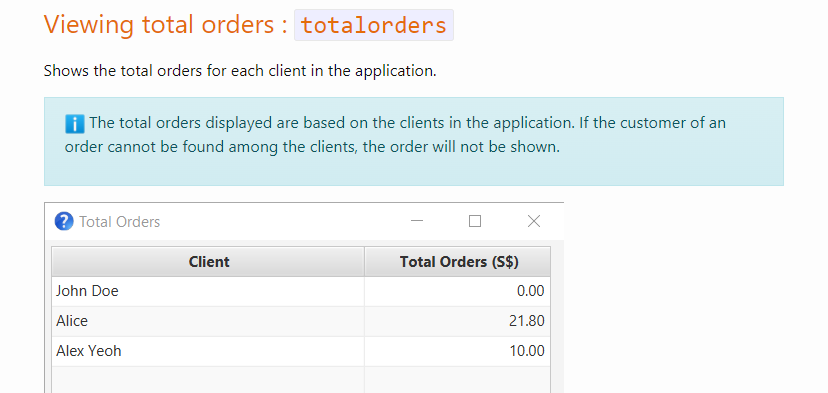 Viewing total orders : totalorders
Shows the total orders for each client in the application.
The total orders displayed are based on the clients in the application. If the customer of an
order cannot be found among the clients, the order will not be shown.
Total Orders
Client Total Orders (S$)
John Doe 0.00
Alice 21.80
Alex Yeoh 10.00